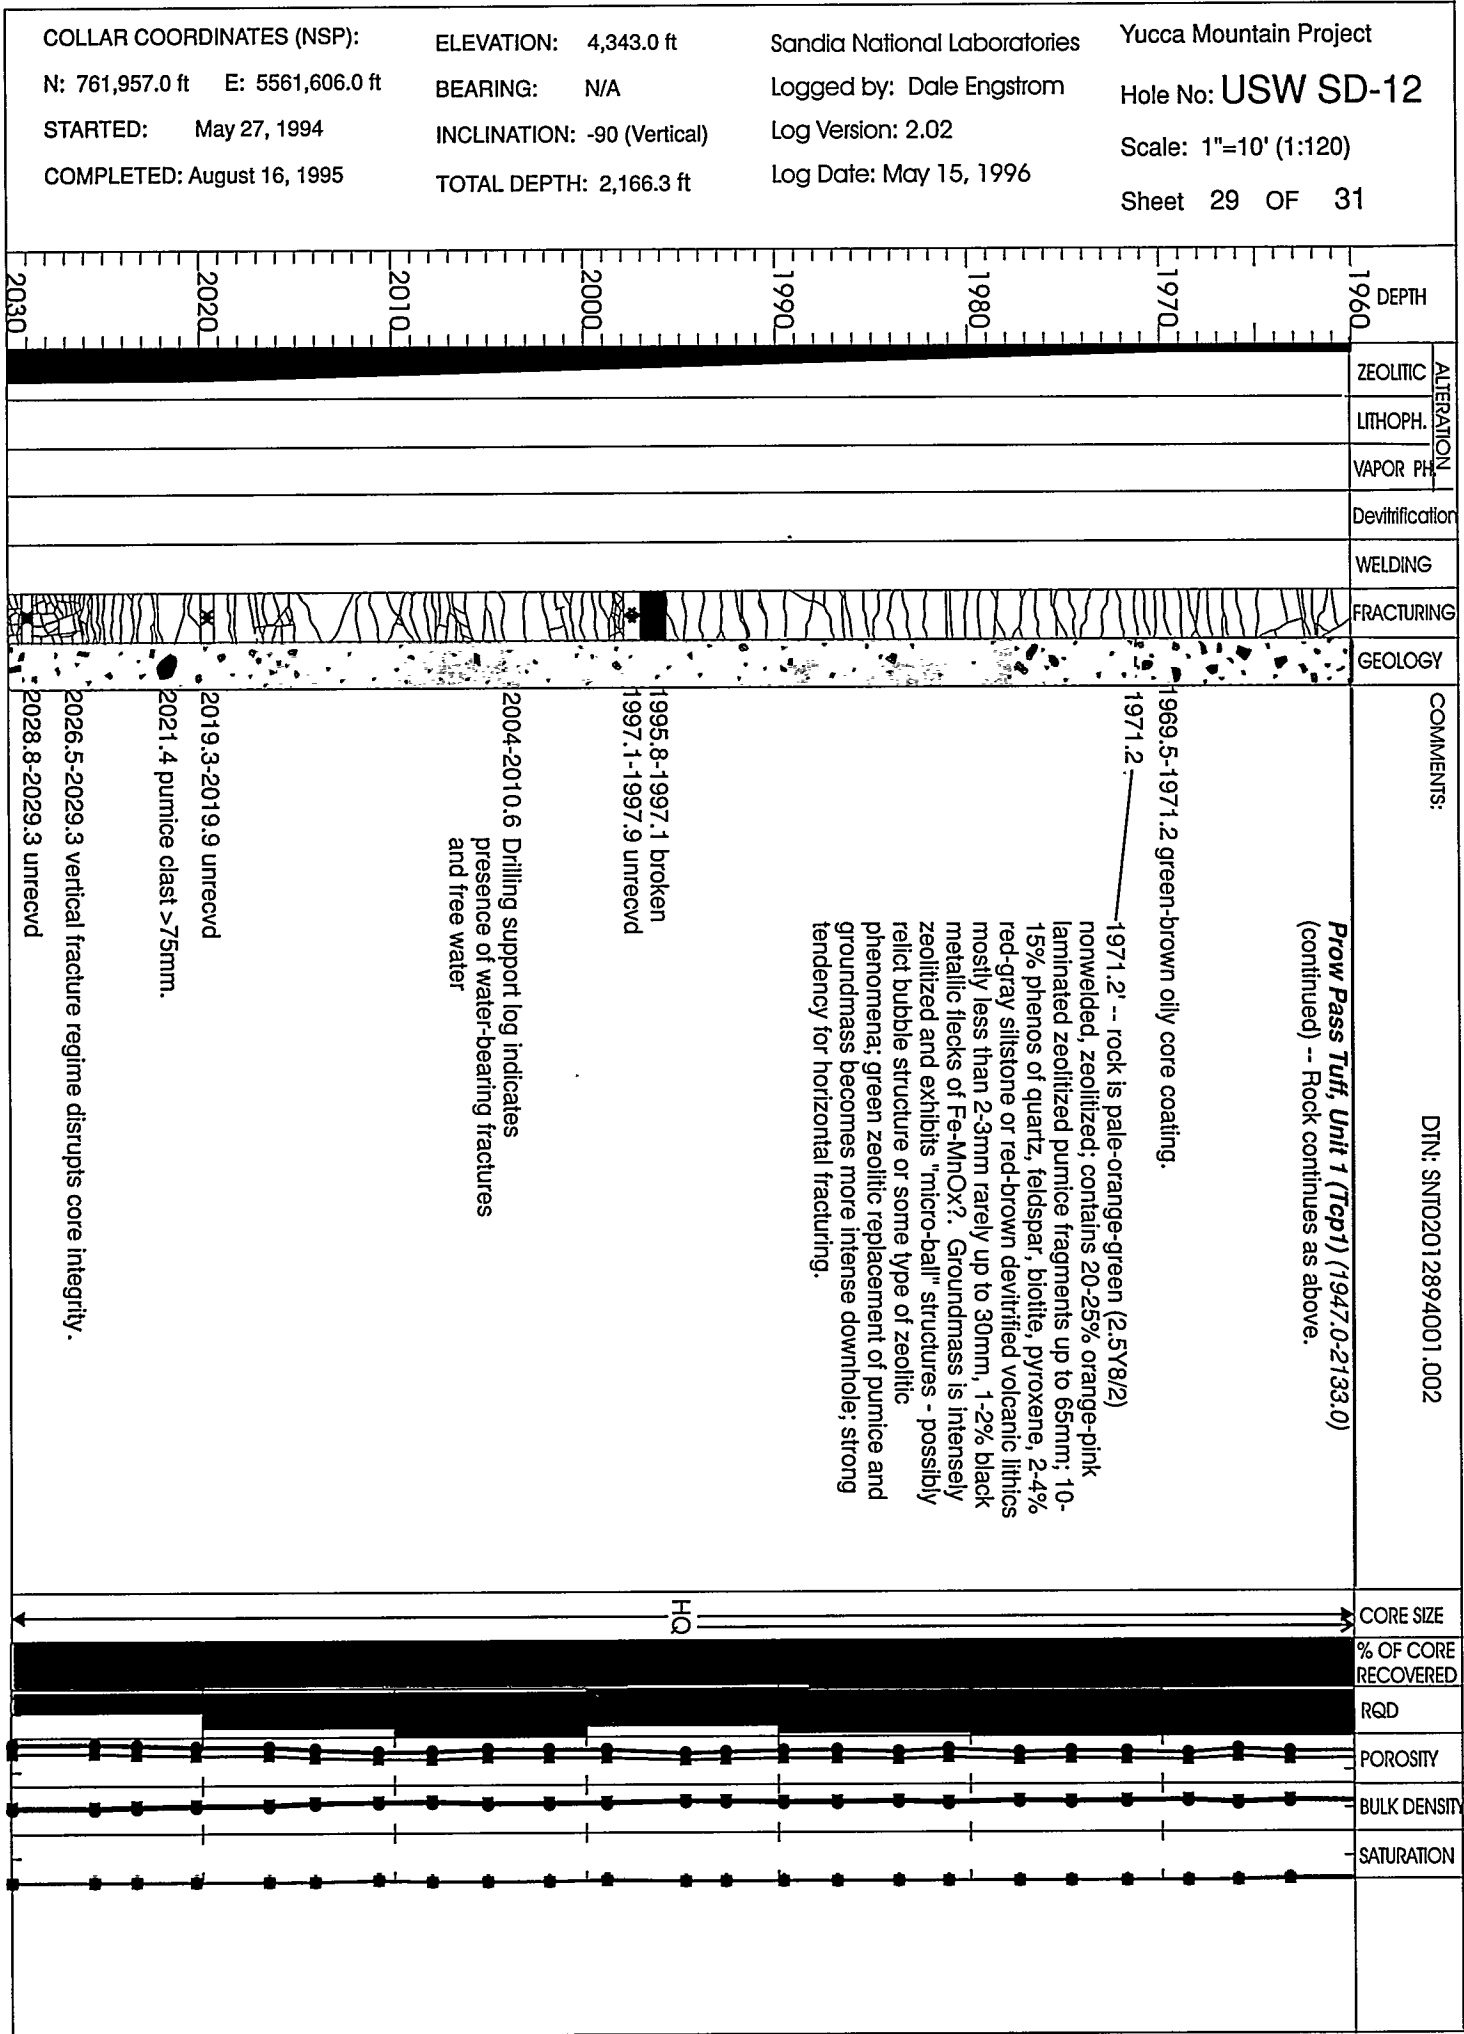 COLLAR COORDINATES (NSP):
N: 761,957.0 ft E: 5561,606.0 ft
STARTED: May 27, 1994
COMPLETED: August 16, 1995
ELEVATION: 4,343.0 ft
BEARING: N/A
INCLINATION: -90 (Vertical)
TOTAL DEPTH: 2,166.3 ft
Sandia National Laboratories
Logged by: Dale Engstrom
Log Version: 2.02
Log Date: May 15, 1996
Yucca Mountain Project
Hole No: USW SD-12
Scale: 1"=10' (1:120)
Sheet 29 OF 31
DEPTH
1960
1970
1980
1990
2000
2010
2020
2030
ALTERATION
ZEOLITIC
LITHOPH.
VAPOR PH.
Devitrification
WELDING
FRACTURING
GEOLOGY
COMMENTS:
DTN: SNT02012894001.002
Prow Pass Tuff, Unit 1 (Tcp1) (1947.0-2133.0)
(continued) -- Rock continues as above.
1969.5-1971.2 green-brown oily core coating.
1971.2
1971.2' -- rock is pale-orange-green (2.5Y8/2)
nonwelded, zeolitized; contains 20-25% orange-pink
laminated zeolitized pumice fragments up to 65mm; 10-
15% phenos of quartz, feldspar, biotite, pyroxene, 2-4%
red-gray siltstone or red-brown devitrified volcanic lithics
mostly less than 2-3mm rarely up to 30mm, 1-2% black
metallic flecks of Fe-MnOx?. Groundmass is intensely
zeolitized and exhibits "micro-ball" structures - possibly
relict bubble structure or some type of zeolitic
phenomena; green zeolitic replacement of pumice and
groundmass becomes more intense downhole; strong
tendency for horizontal fracturing.
1995.8-1997.1 broken
1997.1-1997.9 unrecvd
2004-2010.6 Drilling support log indicates
presence of water-bearing fractures
and free water
2019.3-2019.9 unrecvd
2021.4 pumice clast >75mm.
2026.5-2029.3 vertical fracture regime disrupts core integrity.
2028.8-2029.3 unrecvd
CORE SIZE
HQ
% OF CORE
RECOVERED
RQD
POROSITY
BULK DENSITY
SATURATION